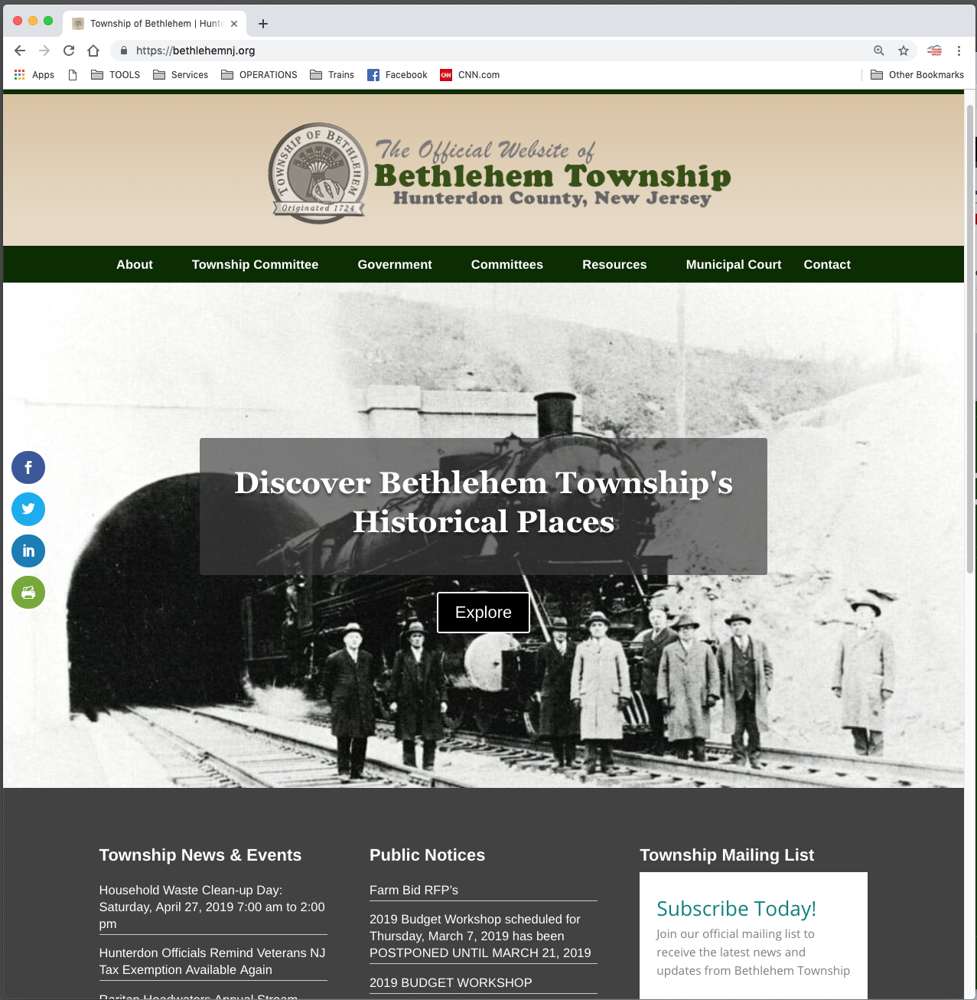 Township of Bethlehem | Hunte
https://bethlehemnj.org
Apps
TOOLS
Services
OPERATIONS
Trains
Facebook
CNN
CNN.com
Other Bookmarks
TOWNSHIP OF BETHLEHEM
Originated 1724
The Official Website of
Bethlehem Township
Hunterdon County, New Jersey
About
Township Committee
Government
Committees
Resources
Municipal Court
Contact
Discover Bethlehem Township's
Historical Places
Explore
Township News & Events
Household Waste Clean-up Day:
Saturday, April 27, 2019 7:00 am to 2:00
pm
Hunterdon Officials Remind Veterans NJ
Tax Exemption Available Again
Raritan Headwaters Annual Stream
Public Notices
Farm Bid RFP's
2019 Budget Workshop scheduled for
Thursday, March 7, 2019 has been
POSTPONED UNTIL MARCH 21, 2019
2019 BUDGET WORKSHOP
Township Mailing List
Subscribe Today!
Join our official mailing list to
receive the latest news and
updates from Bethlehem Township